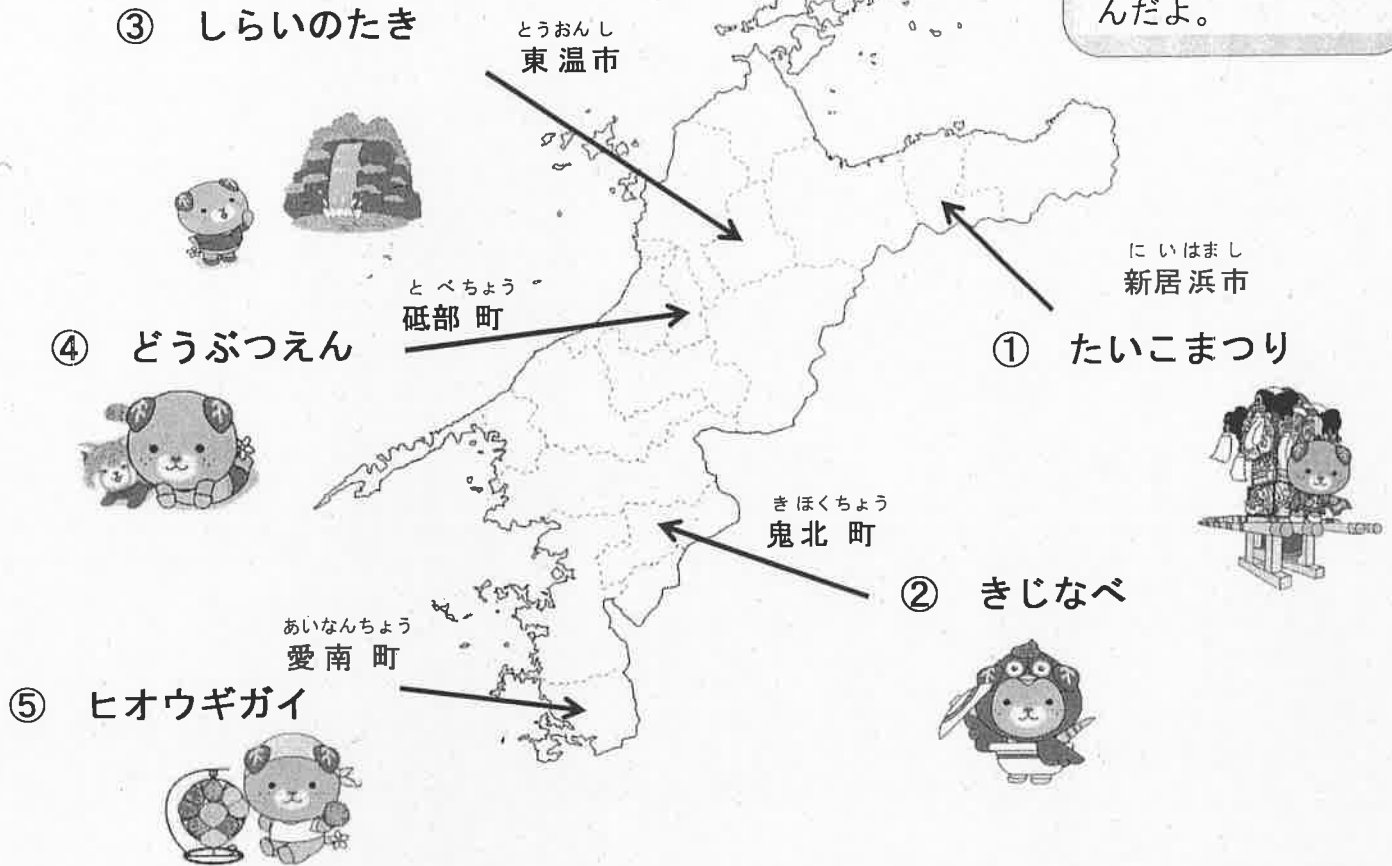 んだよ。
③ しらいのたき
とうおんし
東温市
にいはまし
新居浜市
① たいこまつり
とべちょう
砥部 町
④ どうぶつえん
きほくちょう
鬼北 町
② きじなべ
あいなんちょう
愛南 町
⑤ ヒオウギガイ